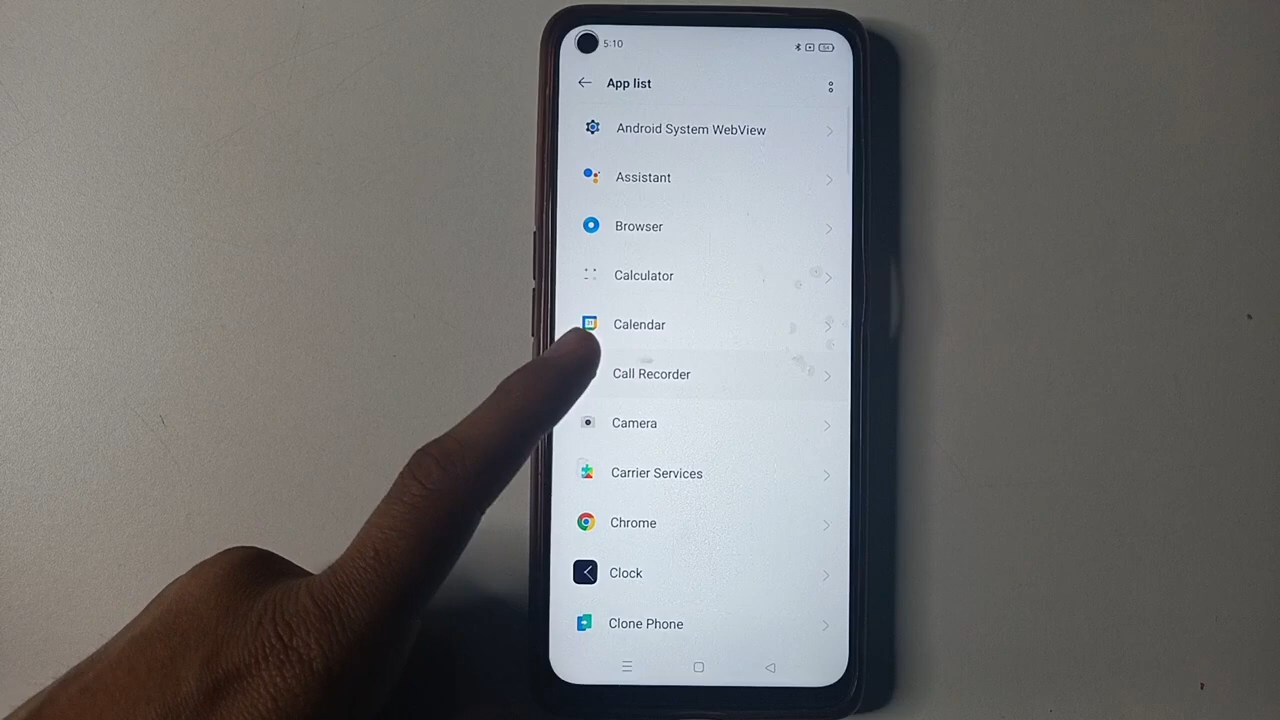 5:10
App list
Android System WebView
Assistant
Browser
Calculator
Calendar
Call Recorder
Camera
Carrier Services
Chrome
Clock
Clone Phone